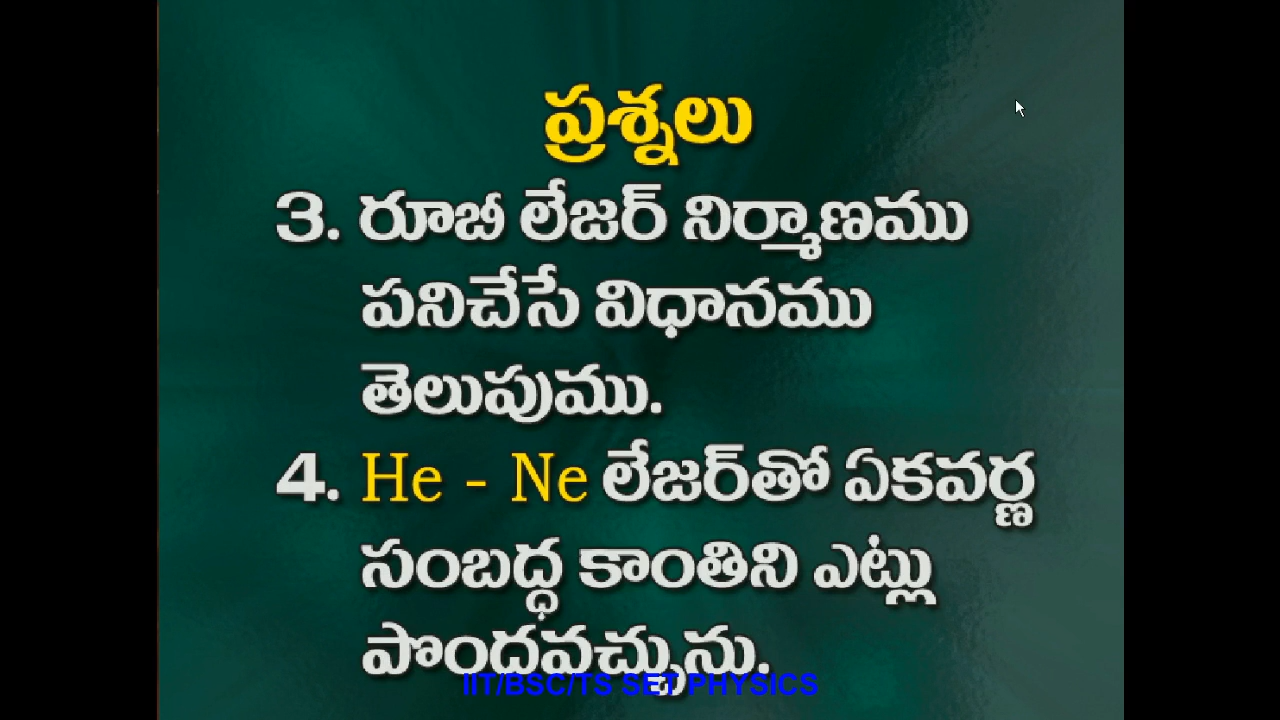 ప్రశ్నలు
3. రూబీ లేజర్ నిర్మాణము
పనిచేసే విధానము
తెలుపుము.
4. He - Ne లేజర్‌తో ఏకవర్ణ
సంబద్ధ కాంతిని ఎట్లు
పొందవచ్చును.
IIT/BSC/TS SET PHYSICS